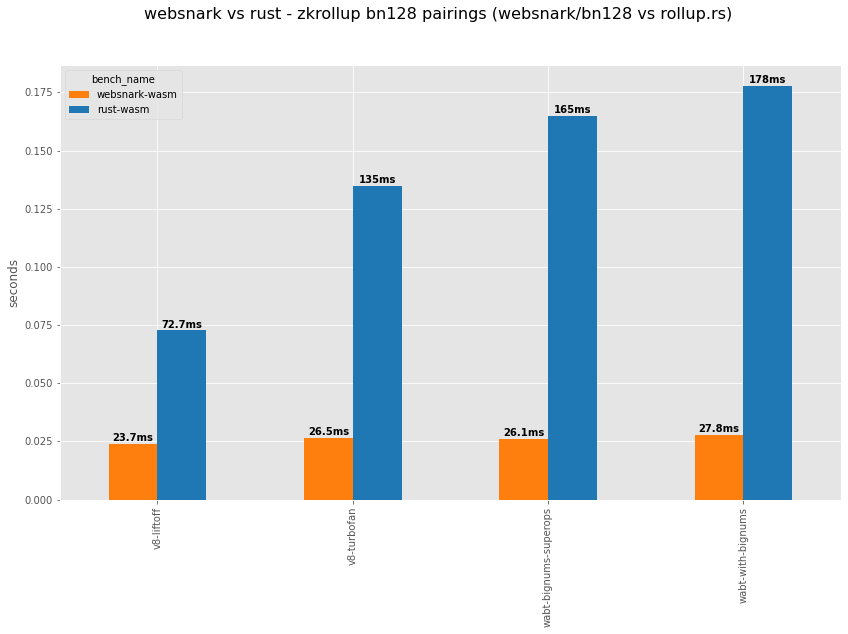 websnark vs rust - zkrollup bn128 pairings (websnark/bn128 vs rollup.rs)
bench_name
websnark-wasm
rust-wasm
seconds
0.175
0.150
0.125
0.100
0.075
0.050
0.025
0.000
23.7ms
72.7ms
26.5ms
135ms
26.1ms
165ms
27.8ms
178ms
v8-liftoff
v8-turbofan
wabt-bignums-superops
wabt-with-bignums